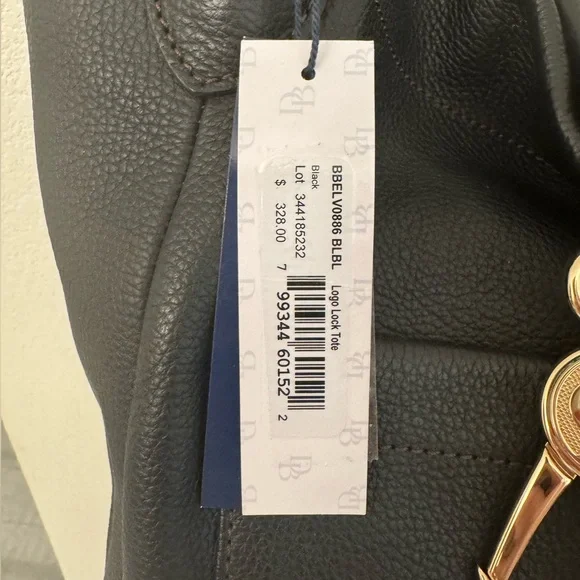 BBELV0886 BLBL Logo Lock Tote
Black
Lot 344185232
$ 328.00
7 99344 60152 2